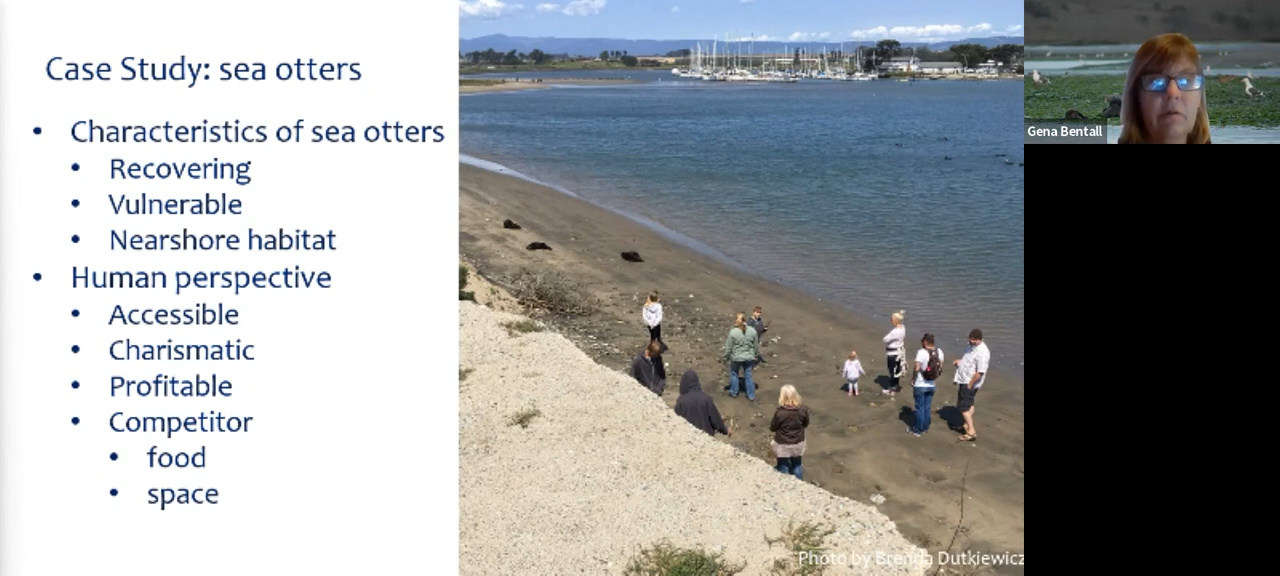 Case Study: sea otters
• Characteristics of sea otters
• Recovering
• Vulnerable
• Nearshore habitat
• Human perspective
• Accessible
• Charismatic
• Profitable
• Competitor
• food
• space
Photo by Brenda Dutkiewicz
Gena Bentall